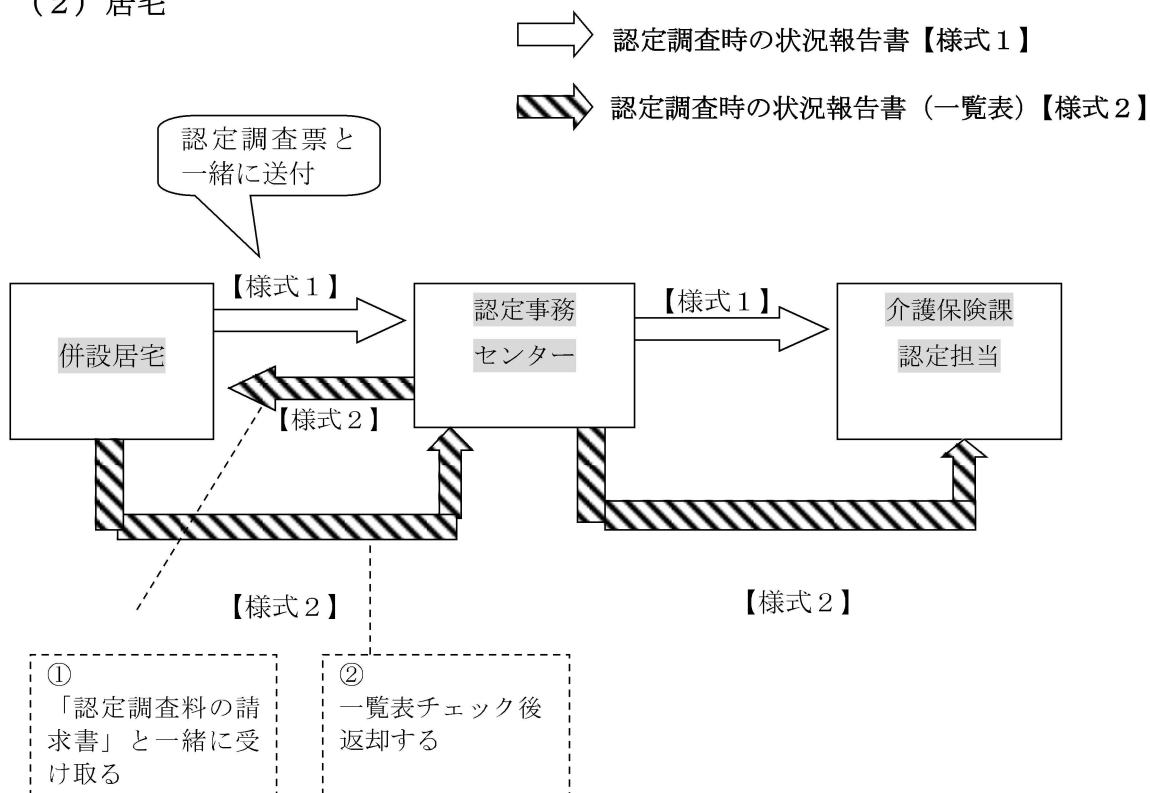 (2)居宅
認定調査時の状況報告書【様式1】
認定調査時の状況報告書(一覧表)【様式2】
認定調査票と
一緒に送付
【様式1】
【様式1】
併設居宅
認定事務
センター
介護保険課
認定担当
【様式2】
【様式2】
【様式2】
①
「認定調査料の請
求書」と一緒に受
け取る
②
一覧表チェック後
返却する